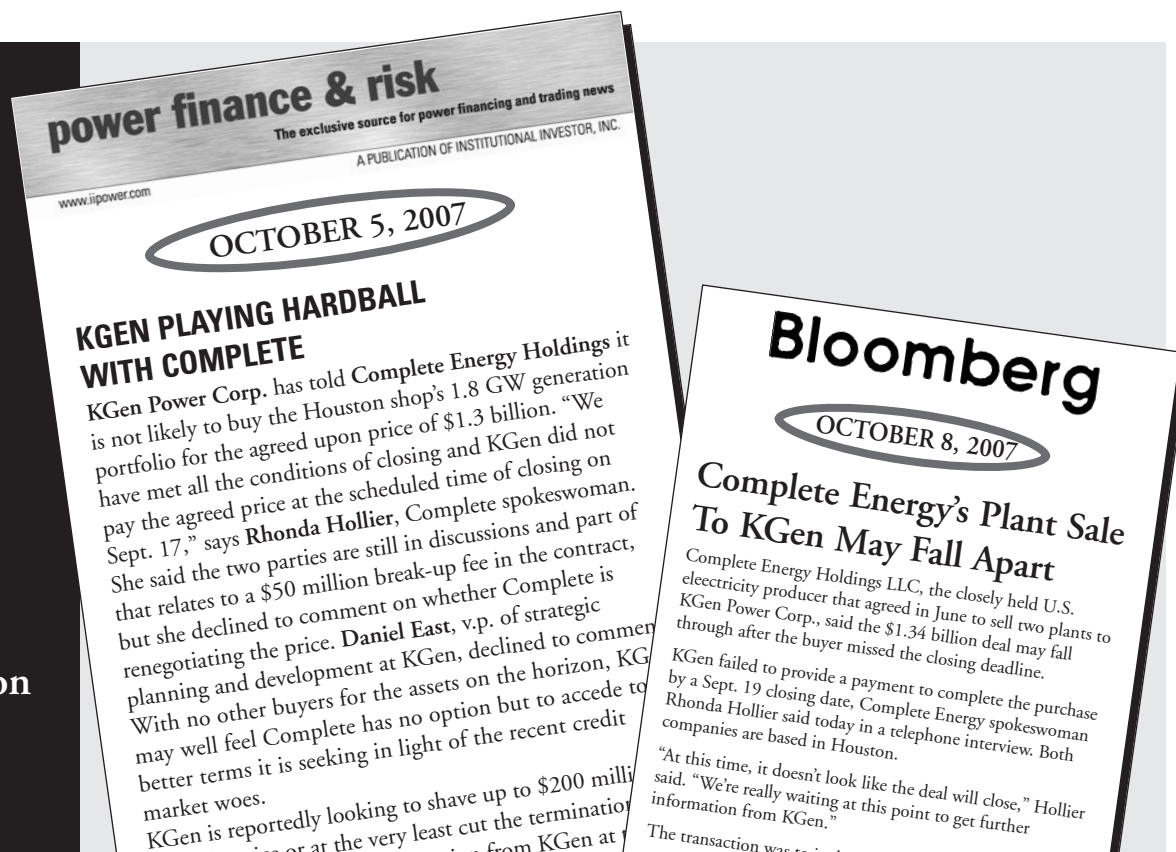 on
power finance & risk
The exclusive source for power financing and trading news
A PUBLICATION OF INSTITUTIONAL INVESTOR, INC.
www.iipower.com
OCTOBER 5, 2007
KGEN PLAYING HARDBALL
WITH COMPLETE
KGen Power Corp. has told Complete Energy Holdings it
is not likely to buy the Houston shop's 1.8 GW generation
portfolio for the agreed upon price of $1.3 billion. “We
have met all the conditions of closing and KGen did not
pay the agreed price at the scheduled time of closing on
Sept. 17,” says Rhonda Hollier, Complete spokeswoman.
She said the two parties are still in discussions and part of
that relates to a $50 million break-up fee in the contract,
but she declined to comment on whether Complete is
renegotiating the price. Daniel East, v.p. of strategic
planning and development at KGen, declined to commen
With no other buyers for the assets on the horizon, KG
may well feel Complete has no option but to accede to
better terms it is seeking in light of the recent credit
market woes.
KGen is reportedly looking to shave up to $200 milli
or at the very least cut the termination
from KGen at
Bloomberg
OCTOBER 8, 2007
Complete Energy's Plant Sale
To KGen May Fall Apart
Complete Energy Holdings LLC, the closely held U.S.
eleectricity producer that agreed in June to sell two plants to
KGen Power Corp., said the $1.34 billion deal may fall
through after the buyer missed the closing deadline.
KGen failed to provide a payment to complete the purchase
by a Sept. 19 closing date, Complete Energy spokeswoman
Rhonda Hollier said today in a telephone interview. Both
companies are based in Houston.
“At this time, it doesn't look like the deal will close,” Hollier
said. “We're really waiting at this point to get further
information from KGen.”
The transaction was to